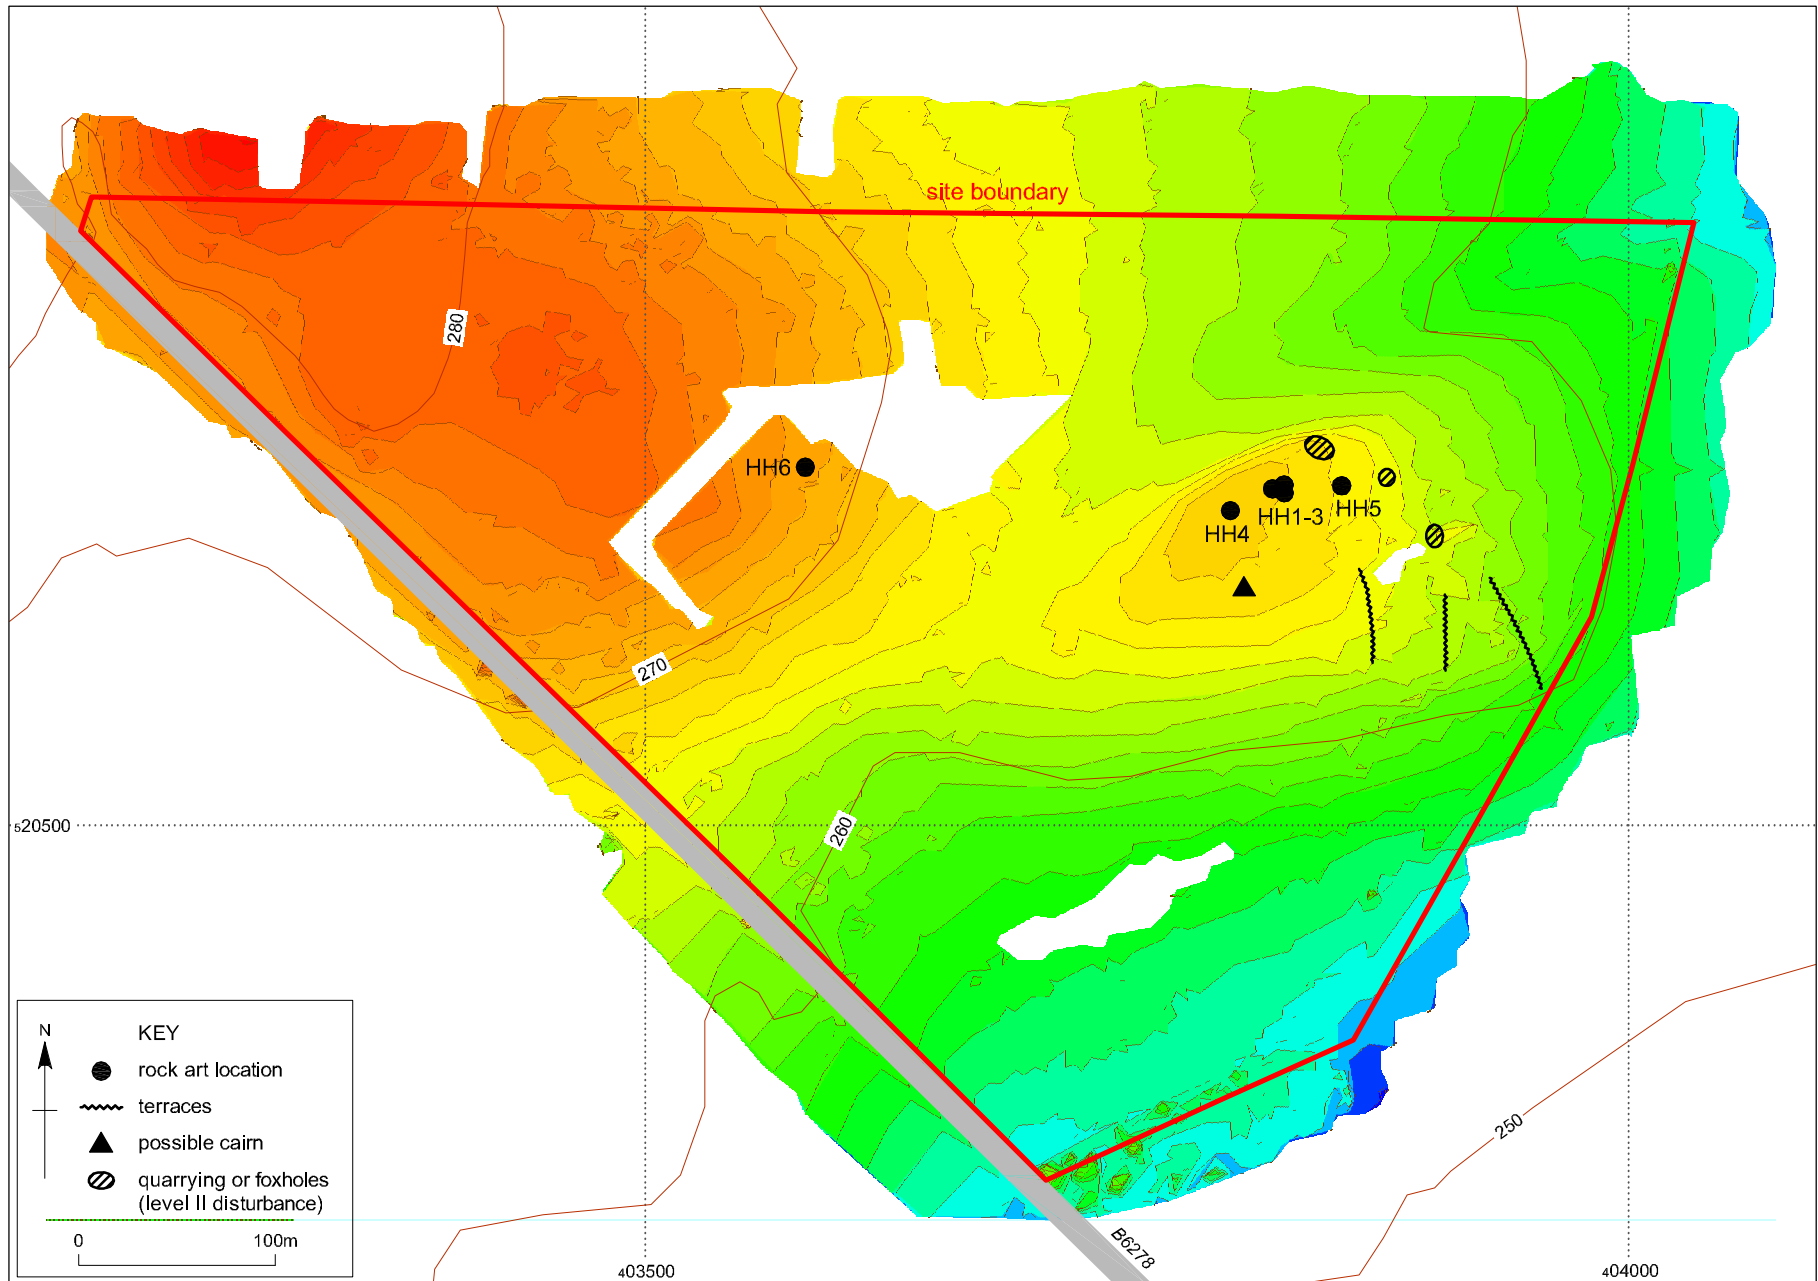 site boundary
280
HH6
HH5
HH1-3
HH4
270
260
520500
250
B6278
403500
404000
KEY
N
rock art location
terraces
possible cairn
quarrying or foxholes
(level II disturbance)
0 100m